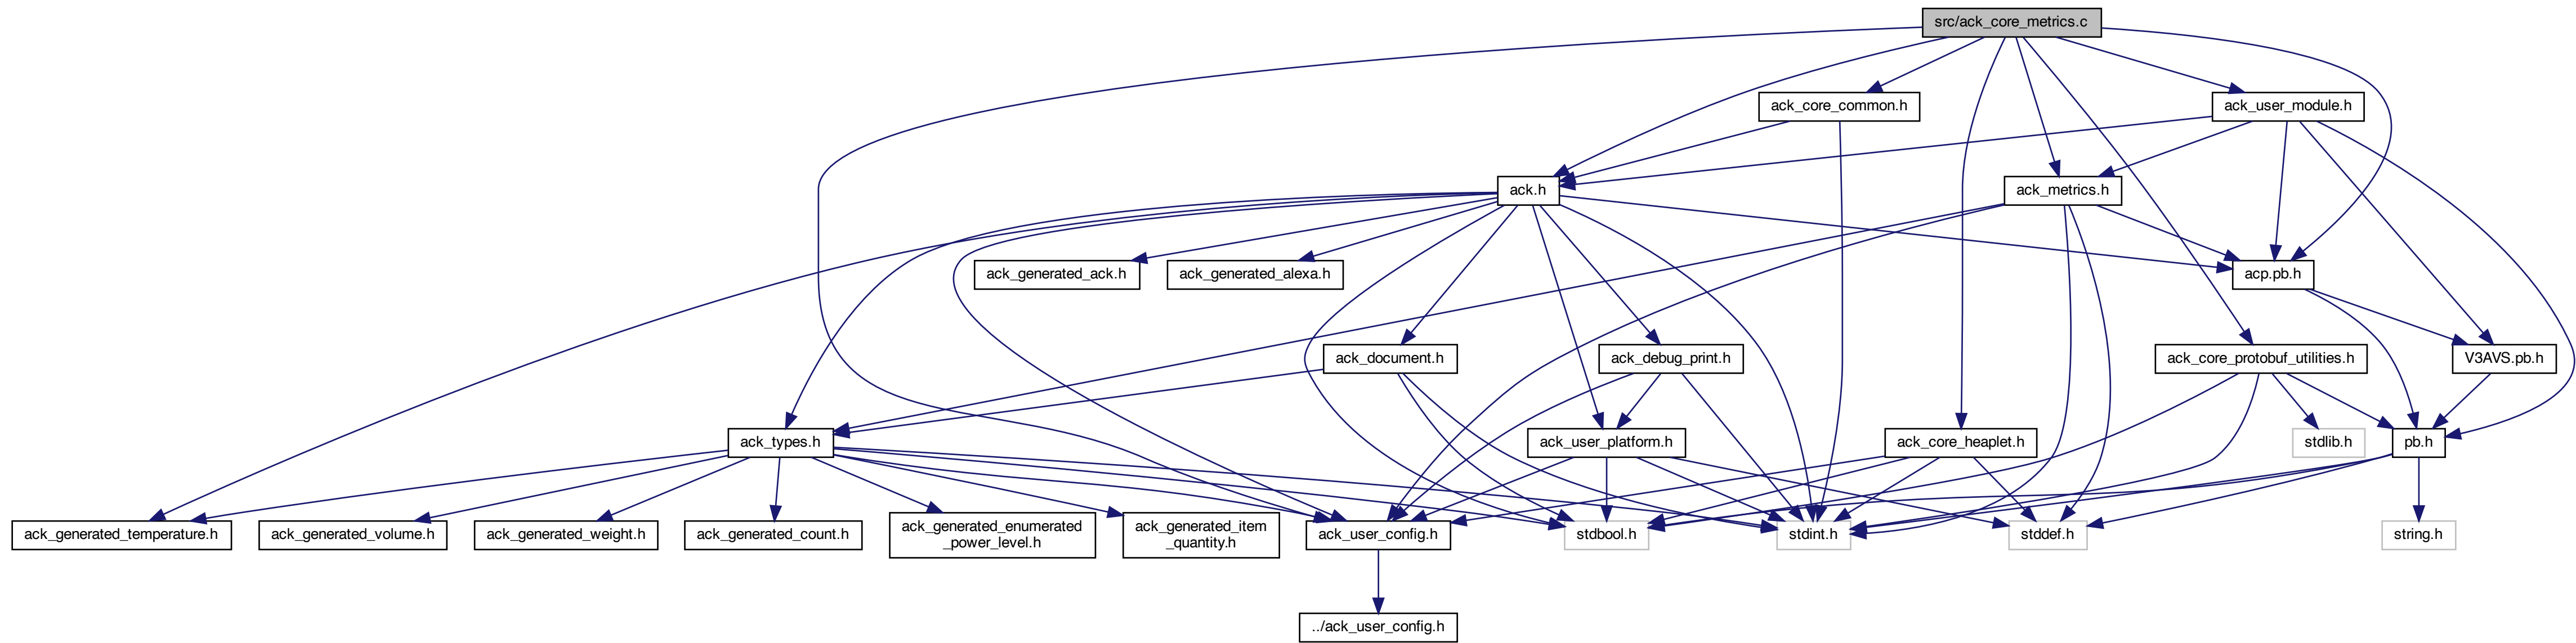 src/ack_core_metrics.c
ack_core_common.h
ack_user_module.h
ack.h
ack_metrics.h
ack_generated_ack.h
ack_generated_alexa.h
acp.pb.h
ack_document.h
ack_debug_print.h
ack_core_protobuf_utilities.h
V3AVS.pb.h
ack_types.h
ack_user_platform.h
ack_core_heaplet.h
stdlib.h
pb.h
ack_generated_temperature.h
ack_generated_volume.h
ack_generated_weight.h
ack_generated_count.h
ack_generated_enumerated
_power_level.h
ack_generated_item
_quantity.h
ack_user_config.h
stdbool.h
stdint.h
stddef.h
string.h
../ack_user_config.h